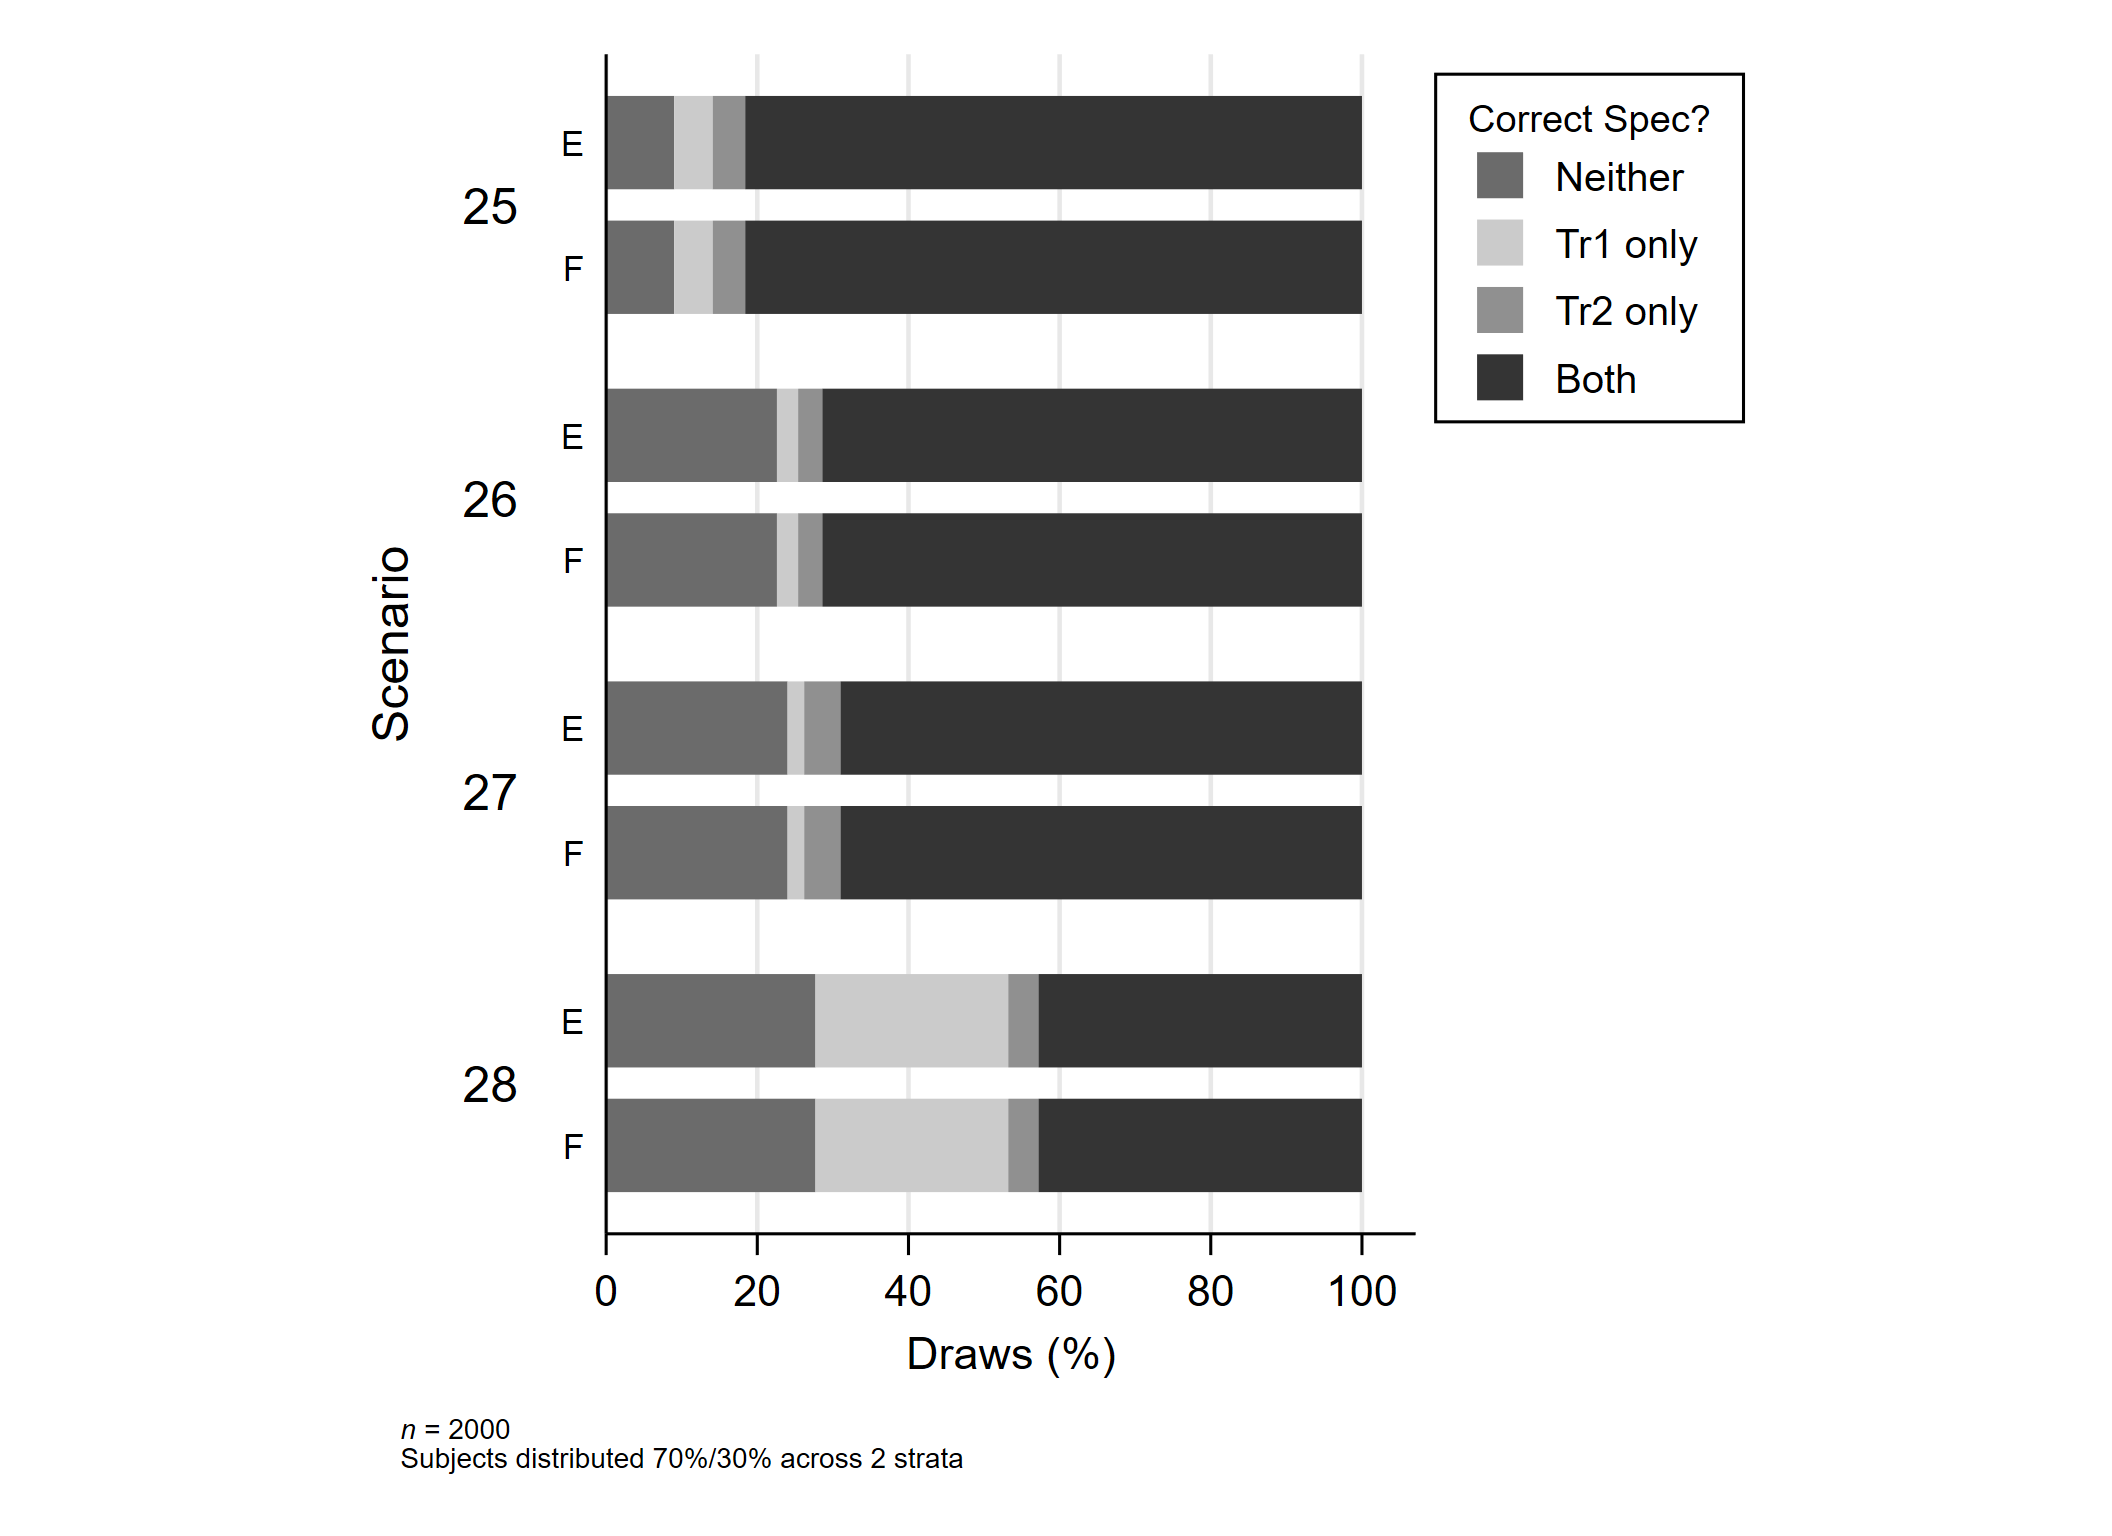 Correct Spec?
Neither
Tr1 only
Tr2 only
Both
Scenario
25
E
F
26
E
F
27
E
F
28
E
F
0 20 40 60 80 100
Draws (%)
n = 2000
Subjects distributed 70%/30% across 2 strata